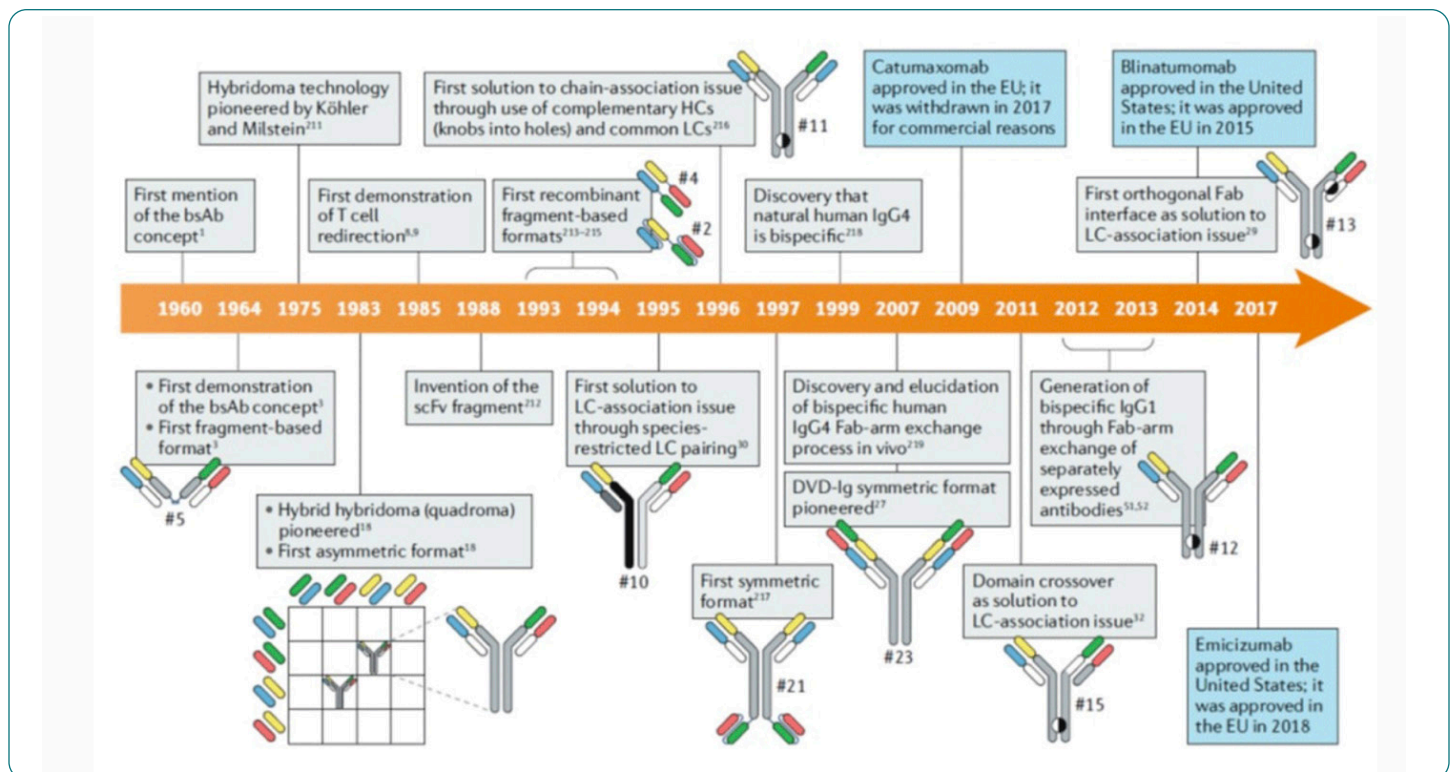 Hybridoma technology
pioneered by Köhler
and Milstein²¹¹
First solution to chain-association issue
through use of complementary HCs
(knobs into holes) and common LCs²¹⁶
#11
Catumaxomab
approved in the EU; it
was withdrawn in 2017
for commercial reasons
Blinatumomab
approved in the United
States; it was approved
in the EU in 2015
First mention
of the bsAb
concept¹
First demonstration
of T cell
redirection⁸,⁹
First recombinant
fragment-based
formats²¹³⁻²¹⁵
#4
#2
Discovery that
natural human IgG4
is bispecific²¹⁸
First orthogonal Fab
interface as solution to
LC-association issue²⁹
#13
1960 1964 1975 1983 1985 1988 1993 1994 1995 1996 1997 1999 2007 2009 2011 2012 2013 2014 2017
• First demonstration
of the bsAb concept³
• First fragment-based
format³
#5
• Hybrid hybridoma (quadroma)
pioneered¹⁸
• First asymmetric format¹⁸
Invention of the
scFv fragment²¹²
First solution to
LC-association issue
through species-
restricted LC pairing³⁰
#10
First symmetric
format²¹⁷
#21
Discovery and elucidation
of bispecific human
IgG4 Fab-arm exchange
process in vivo²¹⁹
DVD-Ig symmetric format
pioneered²⁷
#23
Domain crossover
as solution to
LC-association issue³²
#15
Generation of
bispecific IgG1
through Fab-arm
exchange of
separately
expressed
antibodies⁵¹,⁵²
#12
Emicizumab
approved in the
United States; it
was approved in
the EU in 2018